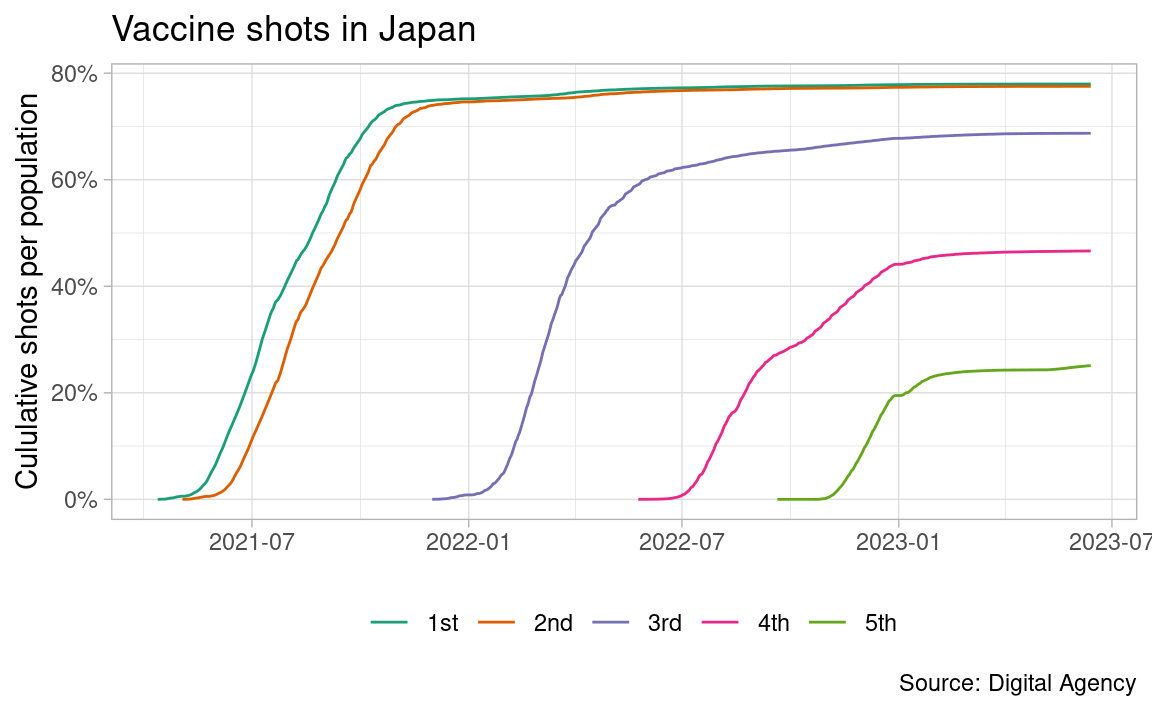 Vaccine shots in Japan
Cululative shots per population
80%
60%
40%
20%
0%
2021-07
2022-01
2022-07
2023-01
2023-07
1st
2nd
3rd
4th
5th
Source: Digital Agency